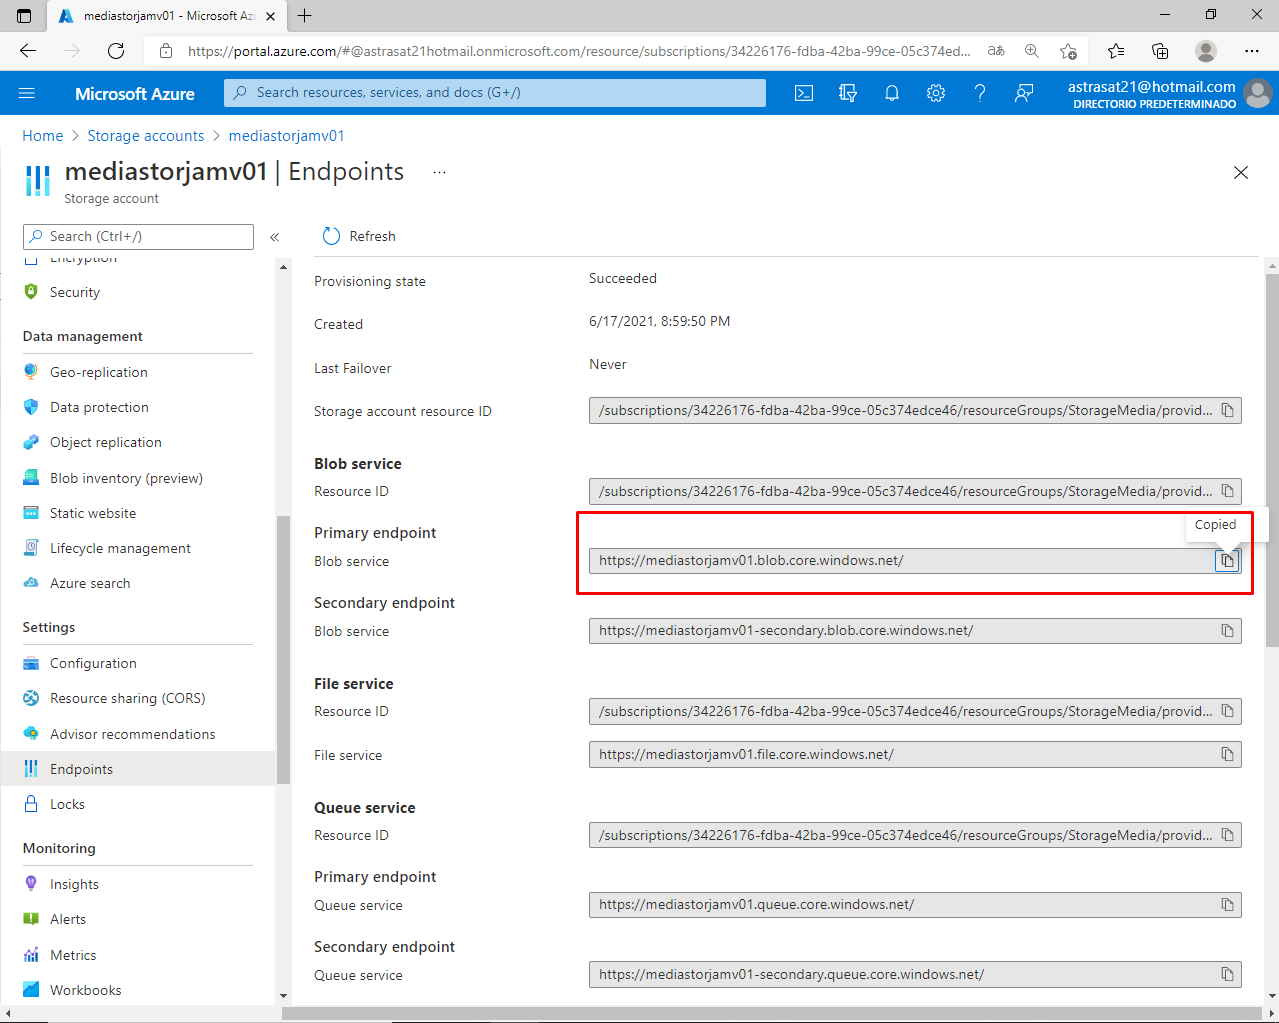 mediastorjamv01 - Microsoft Az
https://portal.azure.com/#@astrasat21hotmail.onmicrosoft.com/resource/subscriptions/34226176-fdba-42ba-99ce-05c374ed...
Microsoft Azure
Search resources, services, and docs (G+/)
astrasat21@hotmail.com
DIRECTORIO PREDETERMINADO
Home > Storage accounts > mediastorjamv01
mediastorjamv01 | Endpoints ...
Storage account
Search (Ctrl+/)
«
Refresh
Encryption
Security
Data management
Geo-replication
Data protection
Object replication
Blob inventory (preview)
Static website
Lifecycle management
Azure search
Settings
Configuration
Resource sharing (CORS)
Advisor recommendations
Endpoints
Locks
Monitoring
Insights
Alerts
Metrics
Workbooks
Provisioning state
Succeeded
Created
6/17/2021, 8:59:50 PM
Last Failover
Never
Storage account resource ID
/subscriptions/34226176-fdba-42ba-99ce-05c374edce46/resourceGroups/StorageMedia/provid...
Blob service
Resource ID
/subscriptions/34226176-fdba-42ba-99ce-05c374edce46/resourceGroups/StorageMedia/provid...
Primary endpoint
Copied
Blob service
https://mediastorjamv01.blob.core.windows.net/
Secondary endpoint
Blob service
https://mediastorjamv01-secondary.blob.core.windows.net/
File service
Resource ID
/subscriptions/34226176-fdba-42ba-99ce-05c374edce46/resourceGroups/StorageMedia/provid...
File service
https://mediastorjamv01.file.core.windows.net/
Queue service
Resource ID
/subscriptions/34226176-fdba-42ba-99ce-05c374edce46/resourceGroups/StorageMedia/provid...
Primary endpoint
Queue service
https://mediastorjamv01.queue.core.windows.net/
Secondary endpoint
Queue service
https://mediastorjamv01-secondary.queue.core.windows.net/